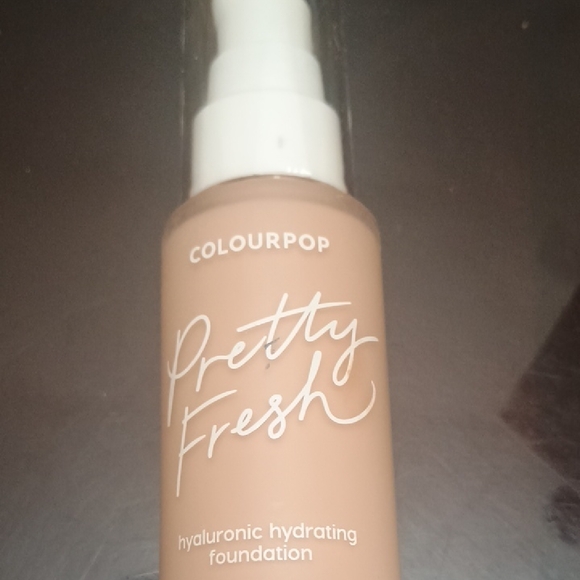 COLOURPOP
Pretty
Fresh
hyaluronic hydrating
foundation